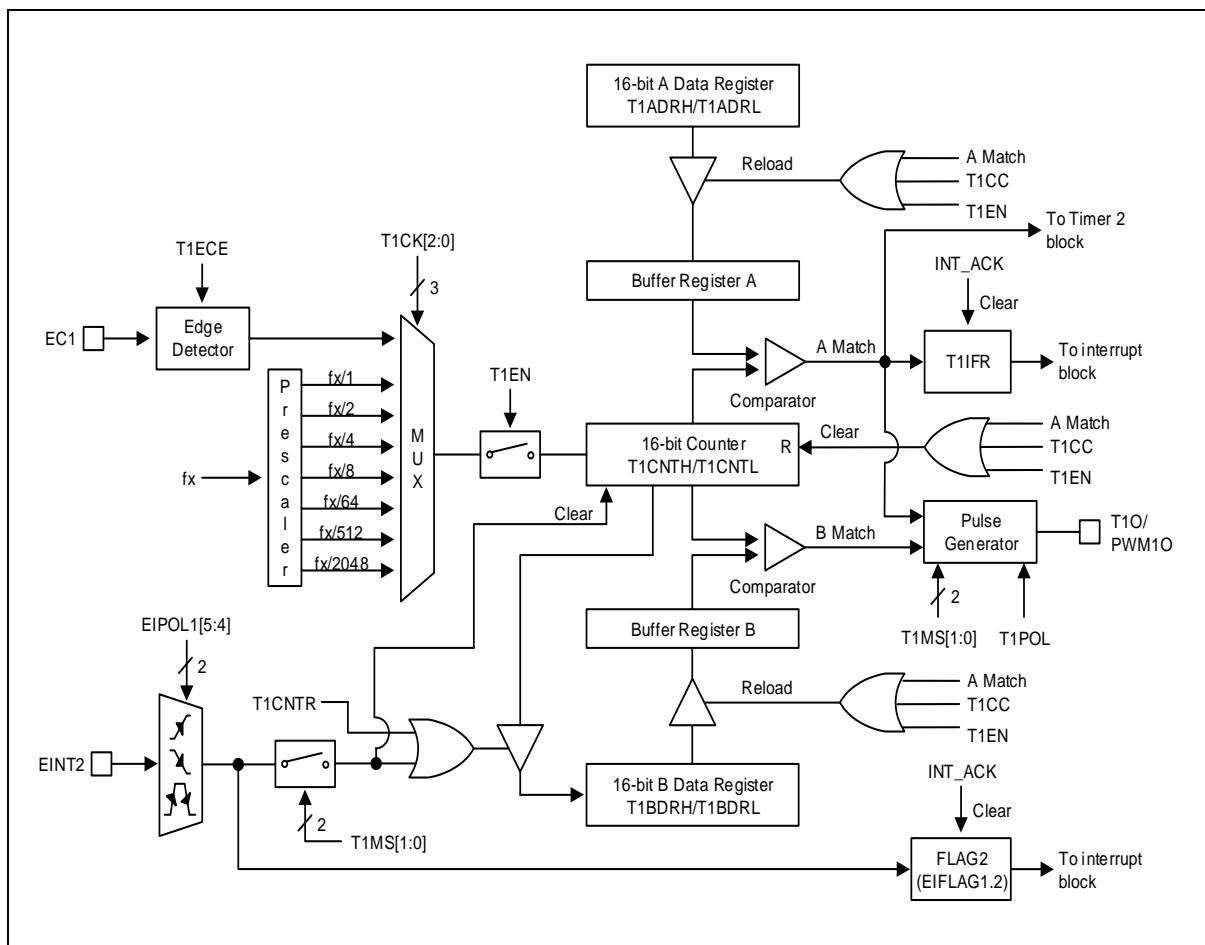 16-bit A Data Register
T1ADRH/T1ADRL
Reload
A Match
T1CC
T1EN
To Timer 2
block
T1CK[2:0]
3
T1ECE
Buffer Register A
INT_ACK
Clear
EC1
Edge
Detector
A Match
T1IFR
To interrupt
block
Comparator
Prescaler
fx/1
fx/2
fx/4
fx/8
fx/64
fx/512
fx/2048
fx
MUX
T1EN
16-bit Counter
T1CNTH/T1CNTL
R
Clear
A Match
T1CC
T1EN
Clear
B Match
Comparator
Pulse
Generator
T1O/
PWM1O
2
T1MS[1:0]
T1POL
EIPOL1[5:4]
2
Buffer Register B
Reload
A Match
T1CC
T1EN
T1CNTR
EINT2
2
T1MS[1:0]
16-bit B Data Register
T1BDRH/T1BDRL
INT_ACK
Clear
FLAG2
(EIFLAG1.2)
To interrupt
block